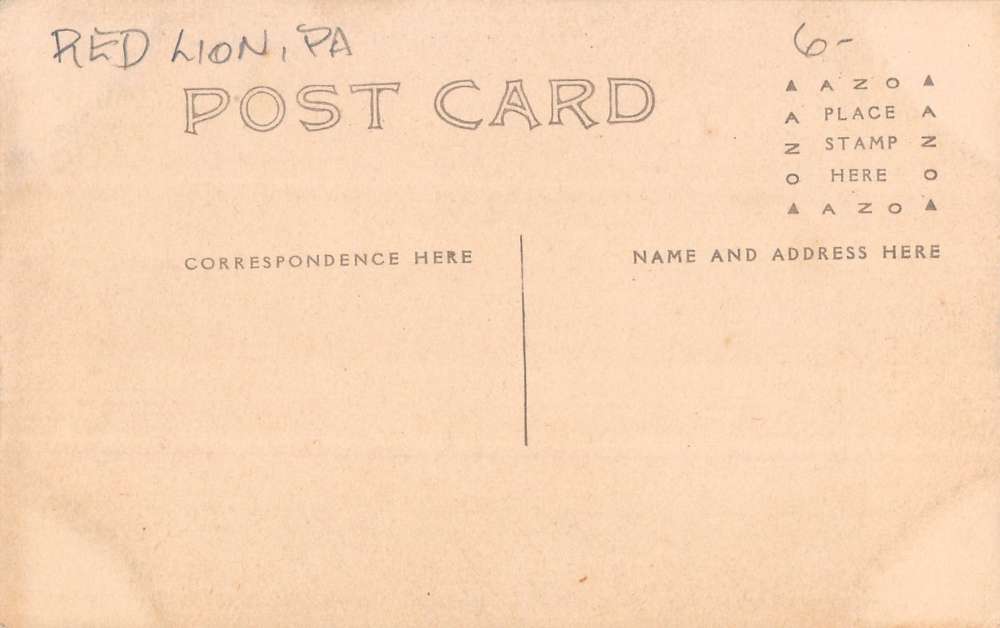 RED LION, PA
6-
POST CARD
▲ A Z O ▲
A PLACE A
N STAMP Z
O HERE O
▲ A Z O ▲
CORRESPONDENCE HERE
NAME AND ADDRESS HERE